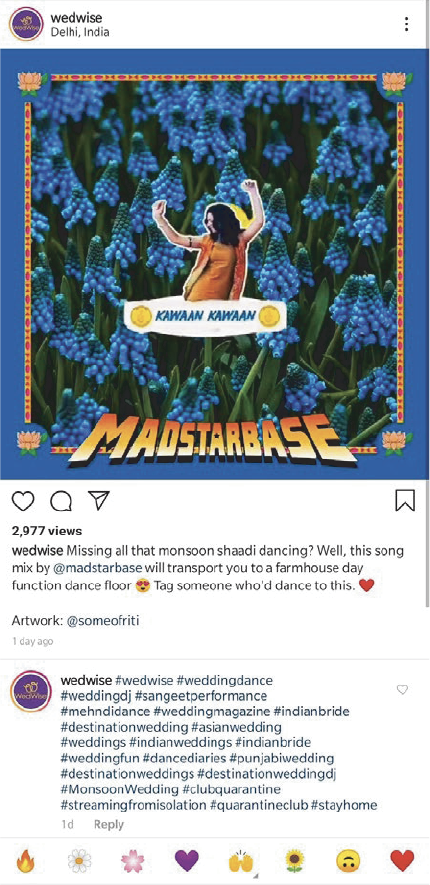 wedwise
Delhi, India
KAWAAN KAWAAN
MADSTARBASE
2,977 views
wedwise Missing all that monsoon shaadi dancing? Well, this song
mix by @madstarbase will transport you to a farmhouse day
function dance floor 😍 Tag someone who'd dance to this. ❤️
Artwork: @someofriti
1 day ago
wedwise #wedwise #weddingdance
#weddingdj #sangeetperformance
#mehndidance #weddingmagazine #indianbride
#destinationwedding #asianwedding
#weddings #indianweddings #indianbride
#weddingfun #dancediaries #punjabiwedding
#destinationweddings #destinationweddingdj
#MonsoonWedding #clubquarantine
#streamingfromisolation #quarantineclub #stayhome
1d Reply